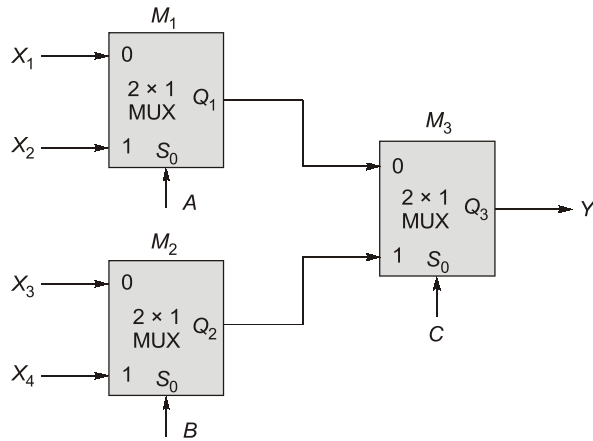 M₁
X₁
0
2 × 1
MUX
Q₁
X₂
1
S₀
A
M₂
X₃
0
2 × 1
MUX
Q₂
X₄
1
S₀
B
M₃
0
2 × 1
MUX
Q₃
Y
1
S₀
C